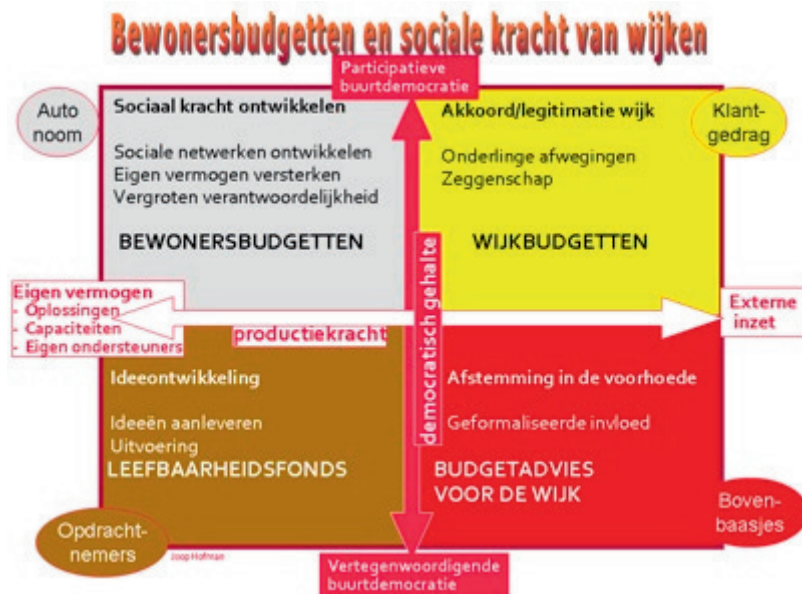 Bewonersbudgetten en sociale kracht van wijken
Participatieve
buurtdemocratie
Auto
noom
Sociaal kracht ontwikkelen
Sociale netwerken ontwikkelen
Eigen vermogen versterken
Vergroten verantwoordelijkheid
BEWONERSBUDGETTEN
Akkoord/legitimatie wijk
Onderlinge afwegingen
Zeggenschap
WIJKBUDGETTEN
Klant-
gedrag
Eigen vermogen
- Oplossingen
- Capaciteiten
- Eigen ondersteuners
productiekracht
democratisch gehalte
Externe
inzet
Ideeontwikkeling
Ideeën aanleveren
Uitvoering
LEEFBAARHEIDSFONDS
Afstemming in de voorhoede
Geformaliseerde invloed
BUDGETADVIES
VOOR DE WIJK
Opdracht-
nemers
Boven-
baasjes
Joop Hofman
Vertegenwoordigende
buurtdemocratie